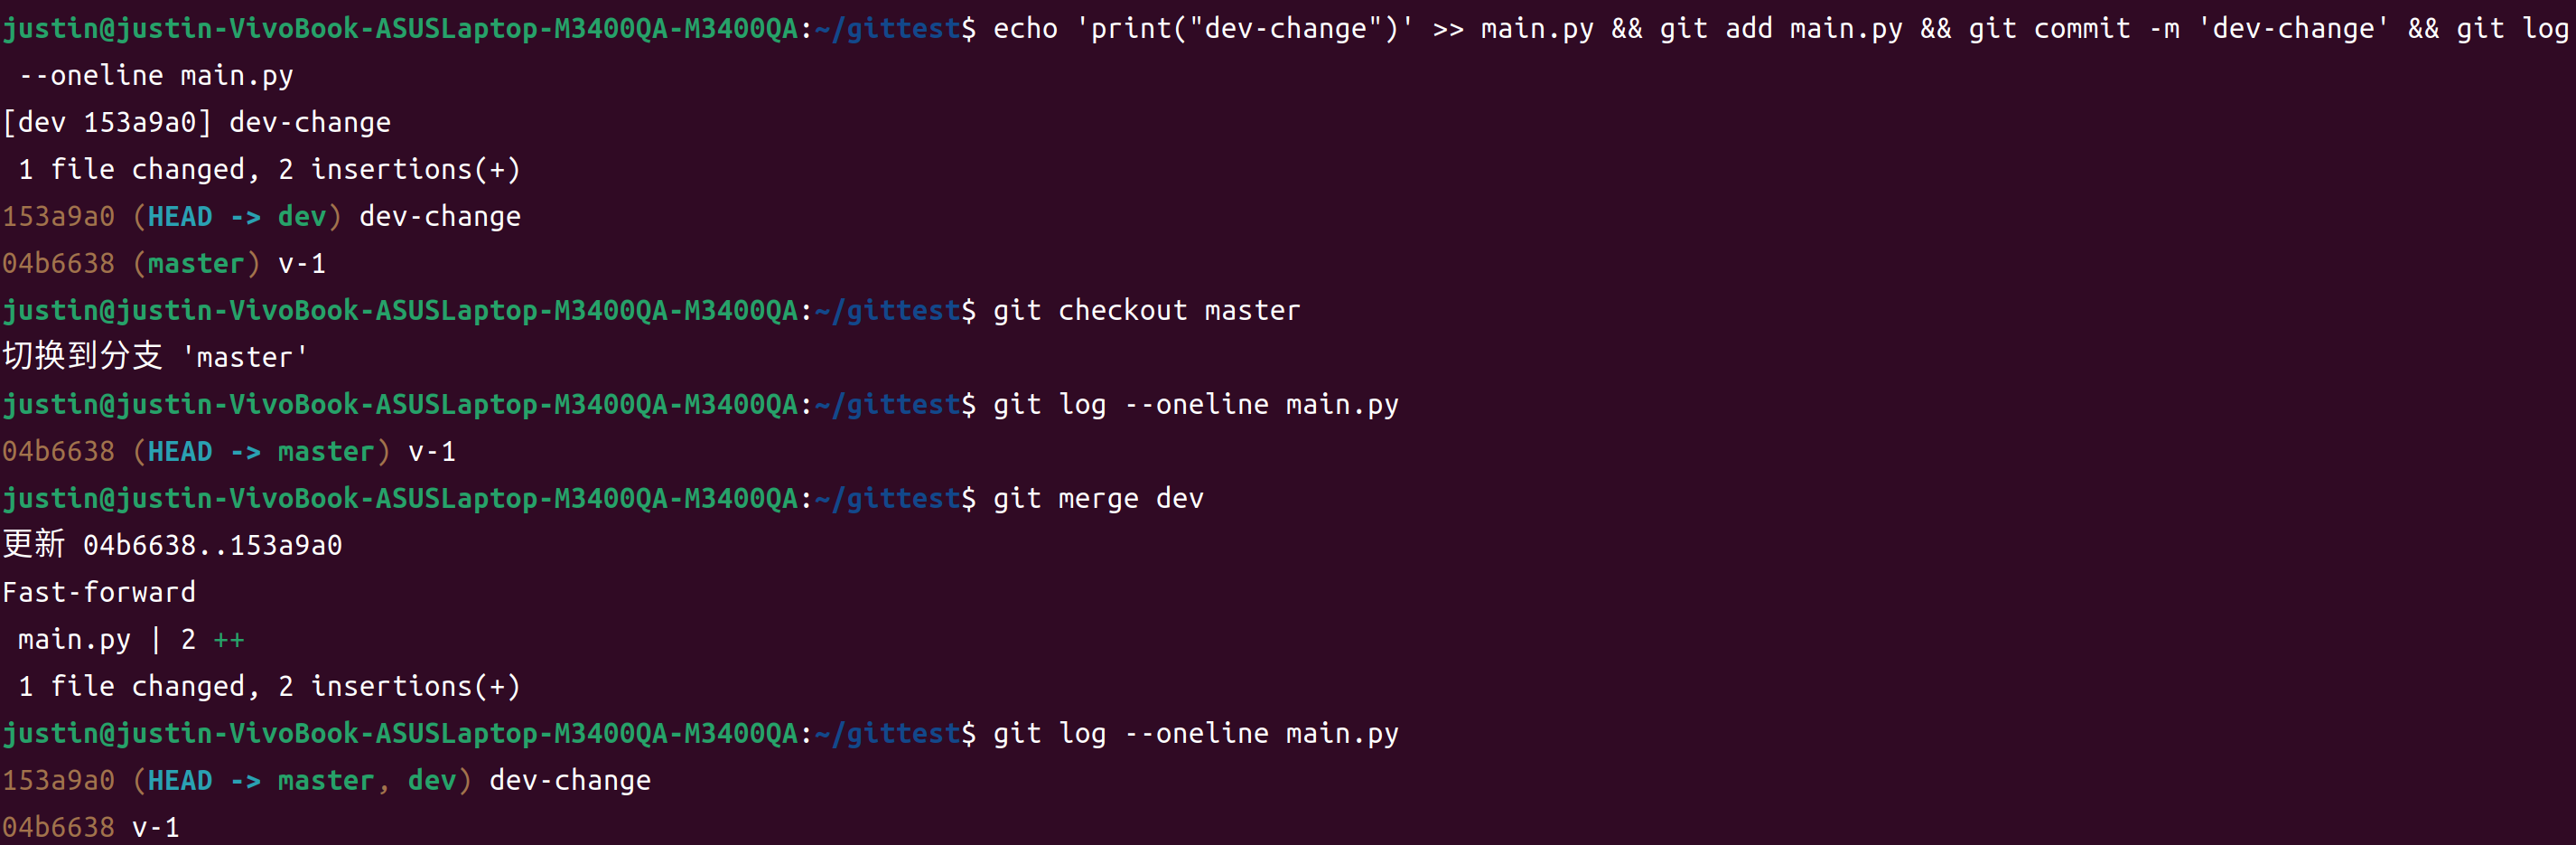 justin@justin-VivoBook-ASUSLaptop-M3400QA-M3400QA:~/gittest$ echo 'print("dev-change")' >> main.py && git add main.py && git commit -m 'dev-change' && git log
 --oneline main.py
[dev 153a9a0] dev-change
 1 file changed, 2 insertions(+)
153a9a0 (HEAD -> dev) dev-change
04b6638 (master) v-1
justin@justin-VivoBook-ASUSLaptop-M3400QA-M3400QA:~/gittest$ git checkout master
切换到分支 'master'
justin@justin-VivoBook-ASUSLaptop-M3400QA-M3400QA:~/gittest$ git log --oneline main.py
04b6638 (HEAD -> master) v-1
justin@justin-VivoBook-ASUSLaptop-M3400QA-M3400QA:~/gittest$ git merge dev
更新 04b6638..153a9a0
Fast-forward
 main.py | 2 ++
 1 file changed, 2 insertions(+)
justin@justin-VivoBook-ASUSLaptop-M3400QA-M3400QA:~/gittest$ git log --oneline main.py
153a9a0 (HEAD -> master, dev) dev-change
04b6638 v-1